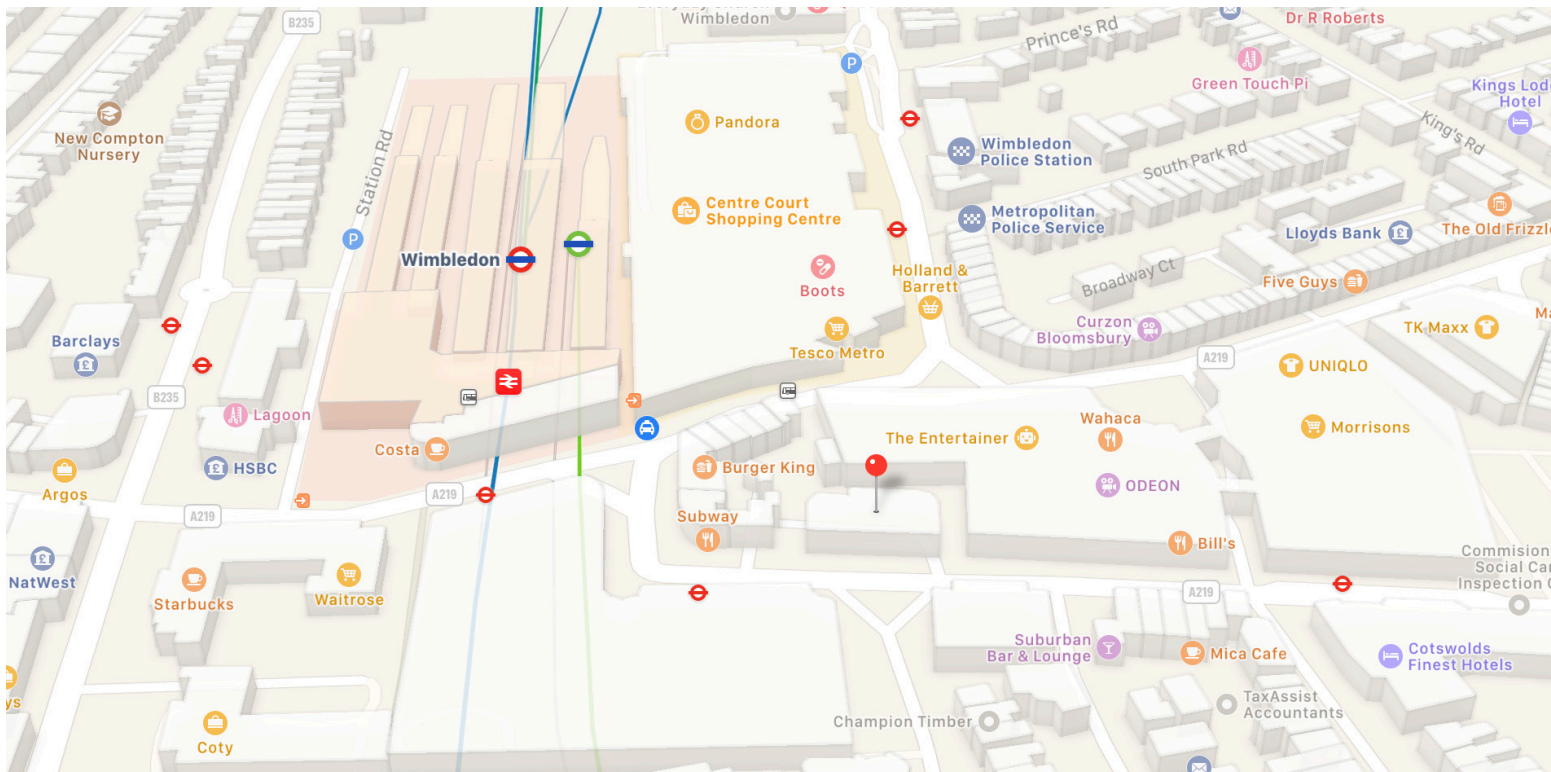 B235
Wimbledon
Prince's Rd
Dr R Roberts
Green Touch Pi
Kings Lod
Hotel
King's Rd
New Compton
Nursery
Station Rd
Pandora
P
Wimbledon
Police Station
South Park Rd
Centre Court
Shopping Centre
Metropolitan
Police Service
Lloyds Bank
The Old Frizzl
P
Wimbledon
Boots
Holland &
Barrett
Broadway Ct
Five Guys
Barclays
Curzon
Bloomsbury
TK Maxx
Tesco Metro
A219
UNIQLO
B235
Lagoon
Wahaca
Morrisons
Costa
The Entertainer
HSBC
Burger King
ODEON
Argos
A219
A219
Subway
Bill's
NatWest
Starbucks
Waitrose
Commision
Social Car
Inspection
A219
Suburban
Bar & Lounge
Mica Cafe
Cotswolds
Finest Hotels
ys
TaxAssist
Accountants
Champion Timber
Coty